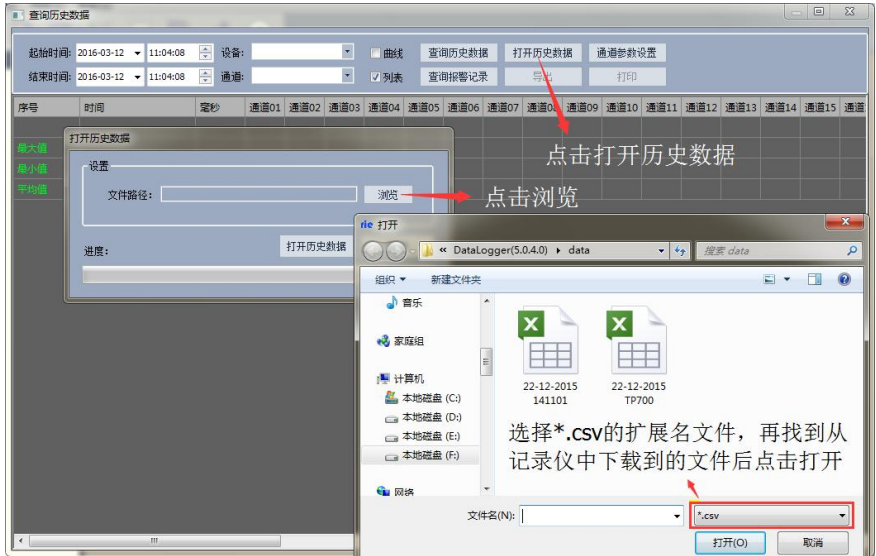 查询历史数据
起始时间: 2016-03-12 11:04:08 设备: 曲线 查询历史数据 打开历史数据 通道参数设置
结束时间: 2016-03-12 11:04:08 通道: 列表 查询报警记录 导出 打印
序号 时间 毫秒 通道01 通道02 通道03 通道04 通道05 通道06 通道07 通道08 通道09 通道10 通道11 通道12 通道13 通道14 通道15 通道
最大值
最小值
平均值
打开历史数据
设置
文件路径: 浏览
进度: 打开历史数据
点击打开历史数据
点击浏览
打开
« DataLogger(5.0.4.0) data 搜索 data
组织 新建文件夹
音乐
家庭组
计算机
本地磁盘 (C:)
本地磁盘 (D:)
本地磁盘 (E:)
本地磁盘 (F:)
网络
22-12-2015
141101
22-12-2015
TP700
选择*.csv的扩展名文件，再找到从
记录仪中下载到的文件后点击打开
文件名(N): *.csv
打开(O) 取消